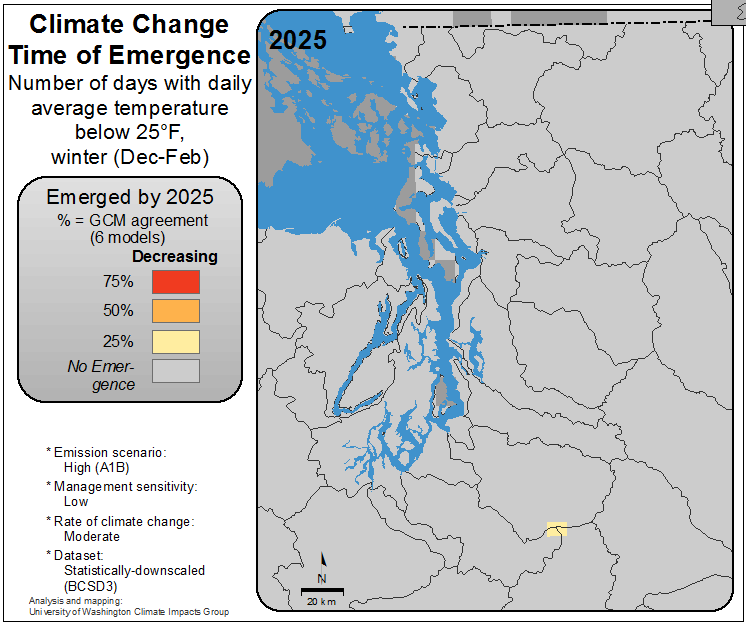 Climate Change
Time of Emergence
Number of days with daily
average temperature
below 25°F,
winter (Dec-Feb)
Emerged by 2025
% = GCM agreement
(6 models)
Decreasing
75%
50%
25%
No Emer-
gence
* Emission scenario:
High (A1B)
* Management sensitivity:
Low
* Rate of climate change:
Moderate
* Dataset:
Statistically-downscaled
(BCSD3)
Analysis and mapping:
University of Washington Climate Impacts Group
2025
N
20 km